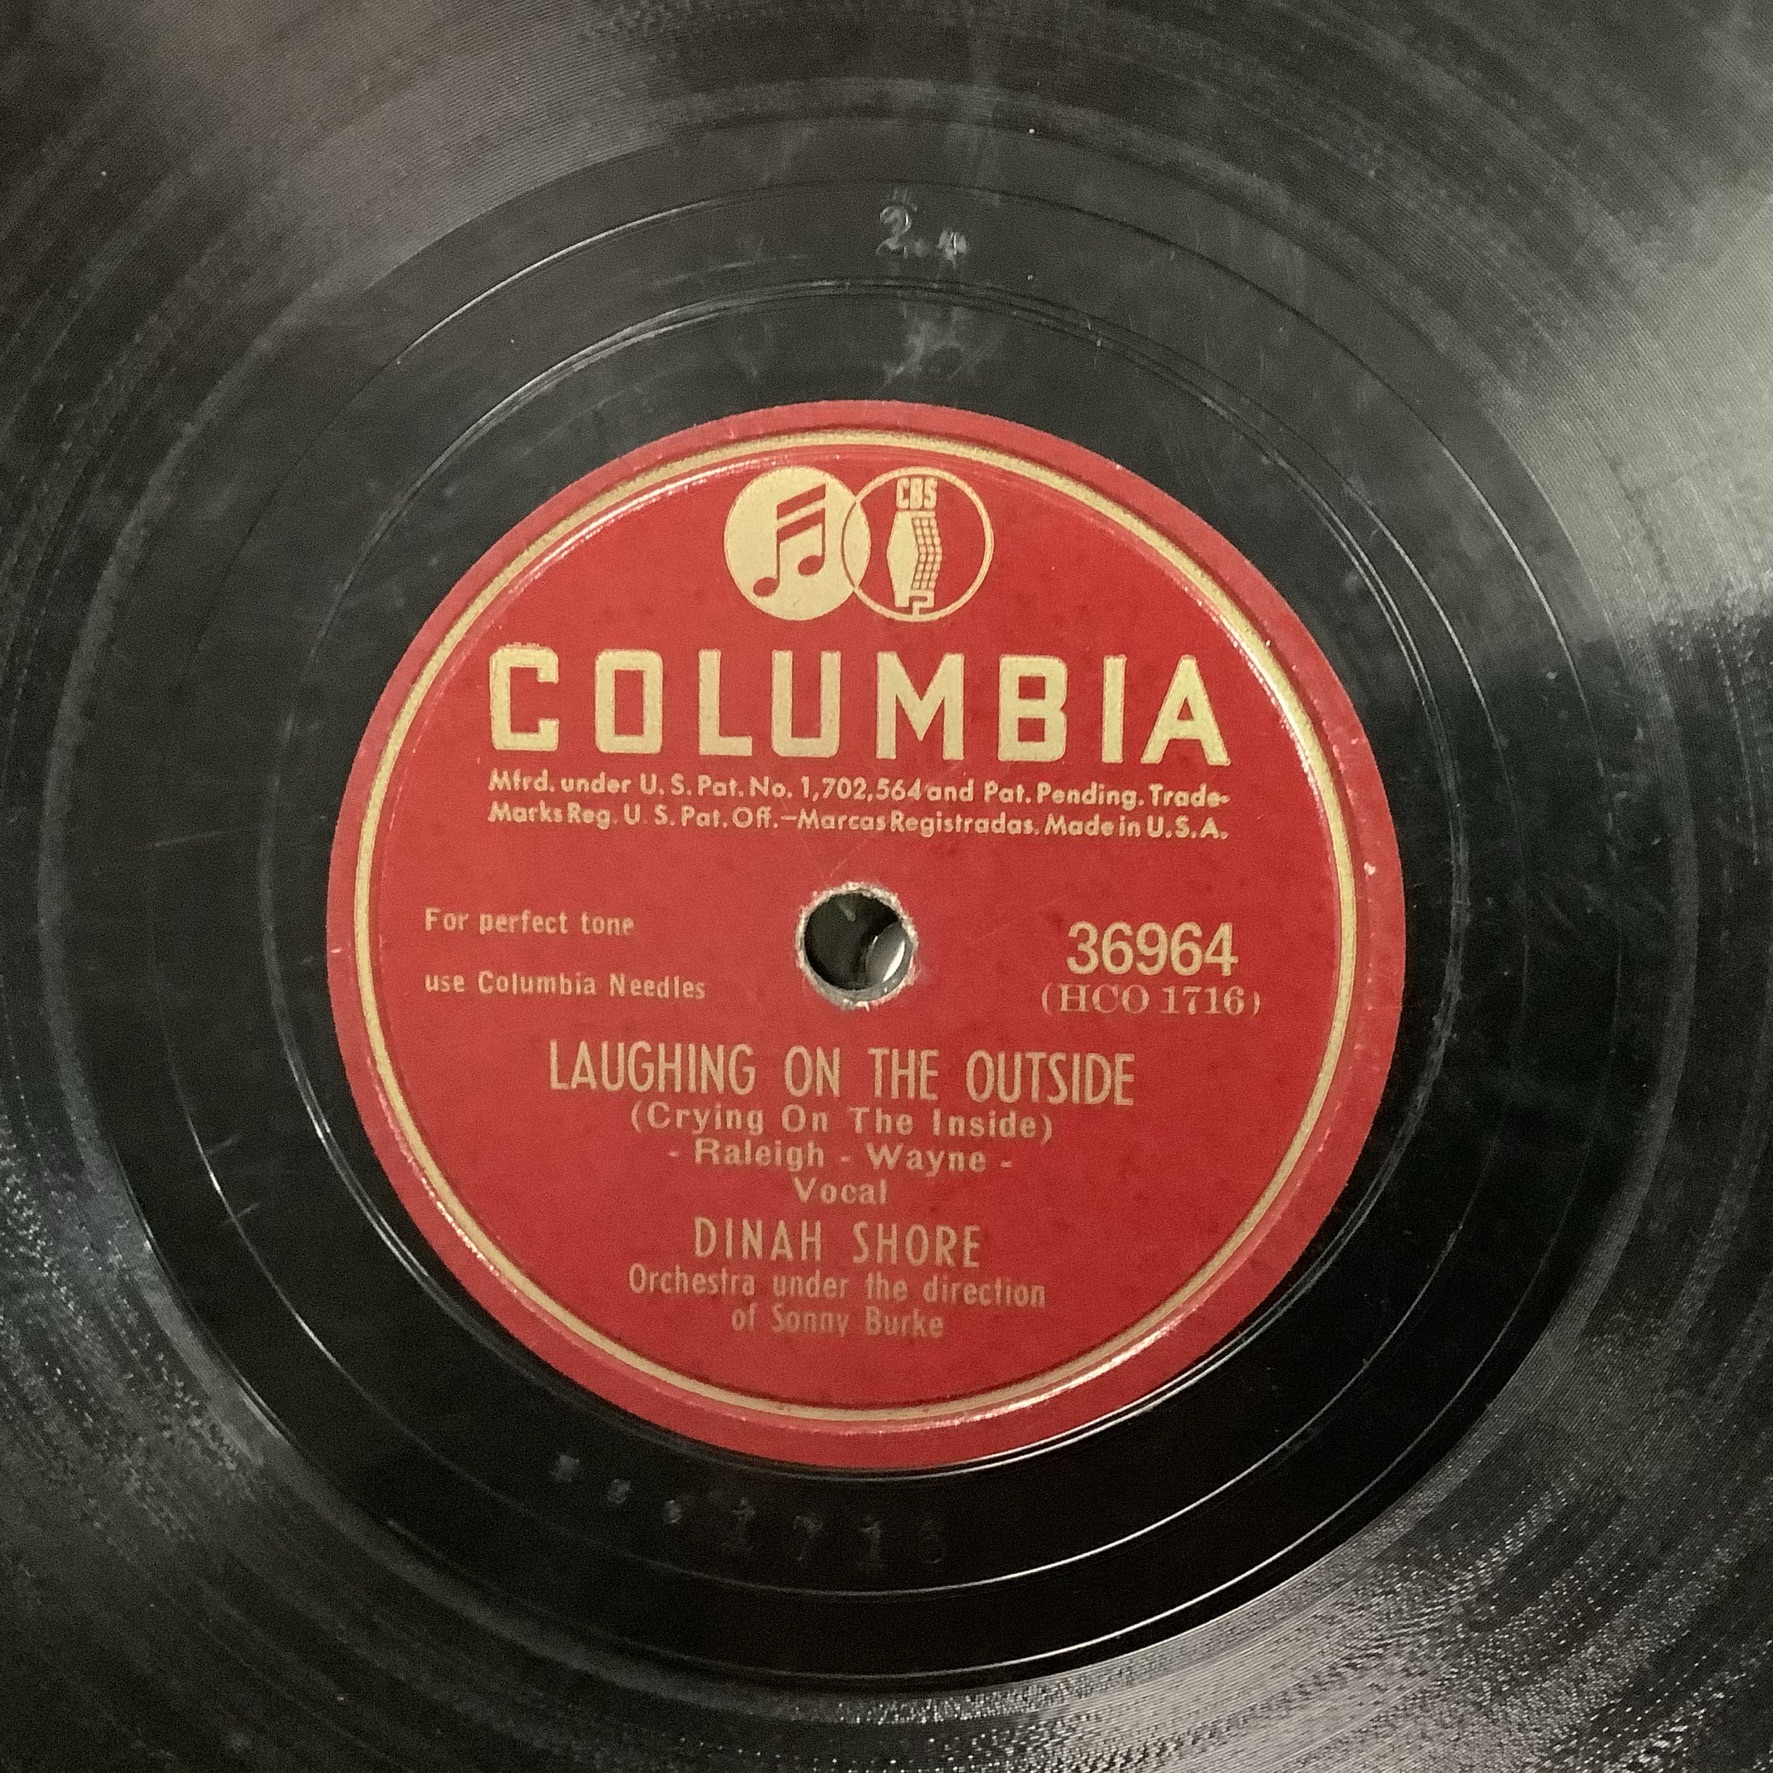 2.
CBS
COLUMBIA
Mfrd. under U. S. Pat. No. 1,702,564 and Pat. Pending. Trade-
Marks Reg. U. S. Pat. Off.—Marcas Registradas. Made in U.S.A.
For perfect tone
use Columbia Needles
36964
(HCO 1716)
LAUGHING ON THE OUTSIDE
(Crying On The Inside)
- Raleigh - Wayne -
Vocal
DINAH SHORE
Orchestra under the direction
of Sonny Burke
1716